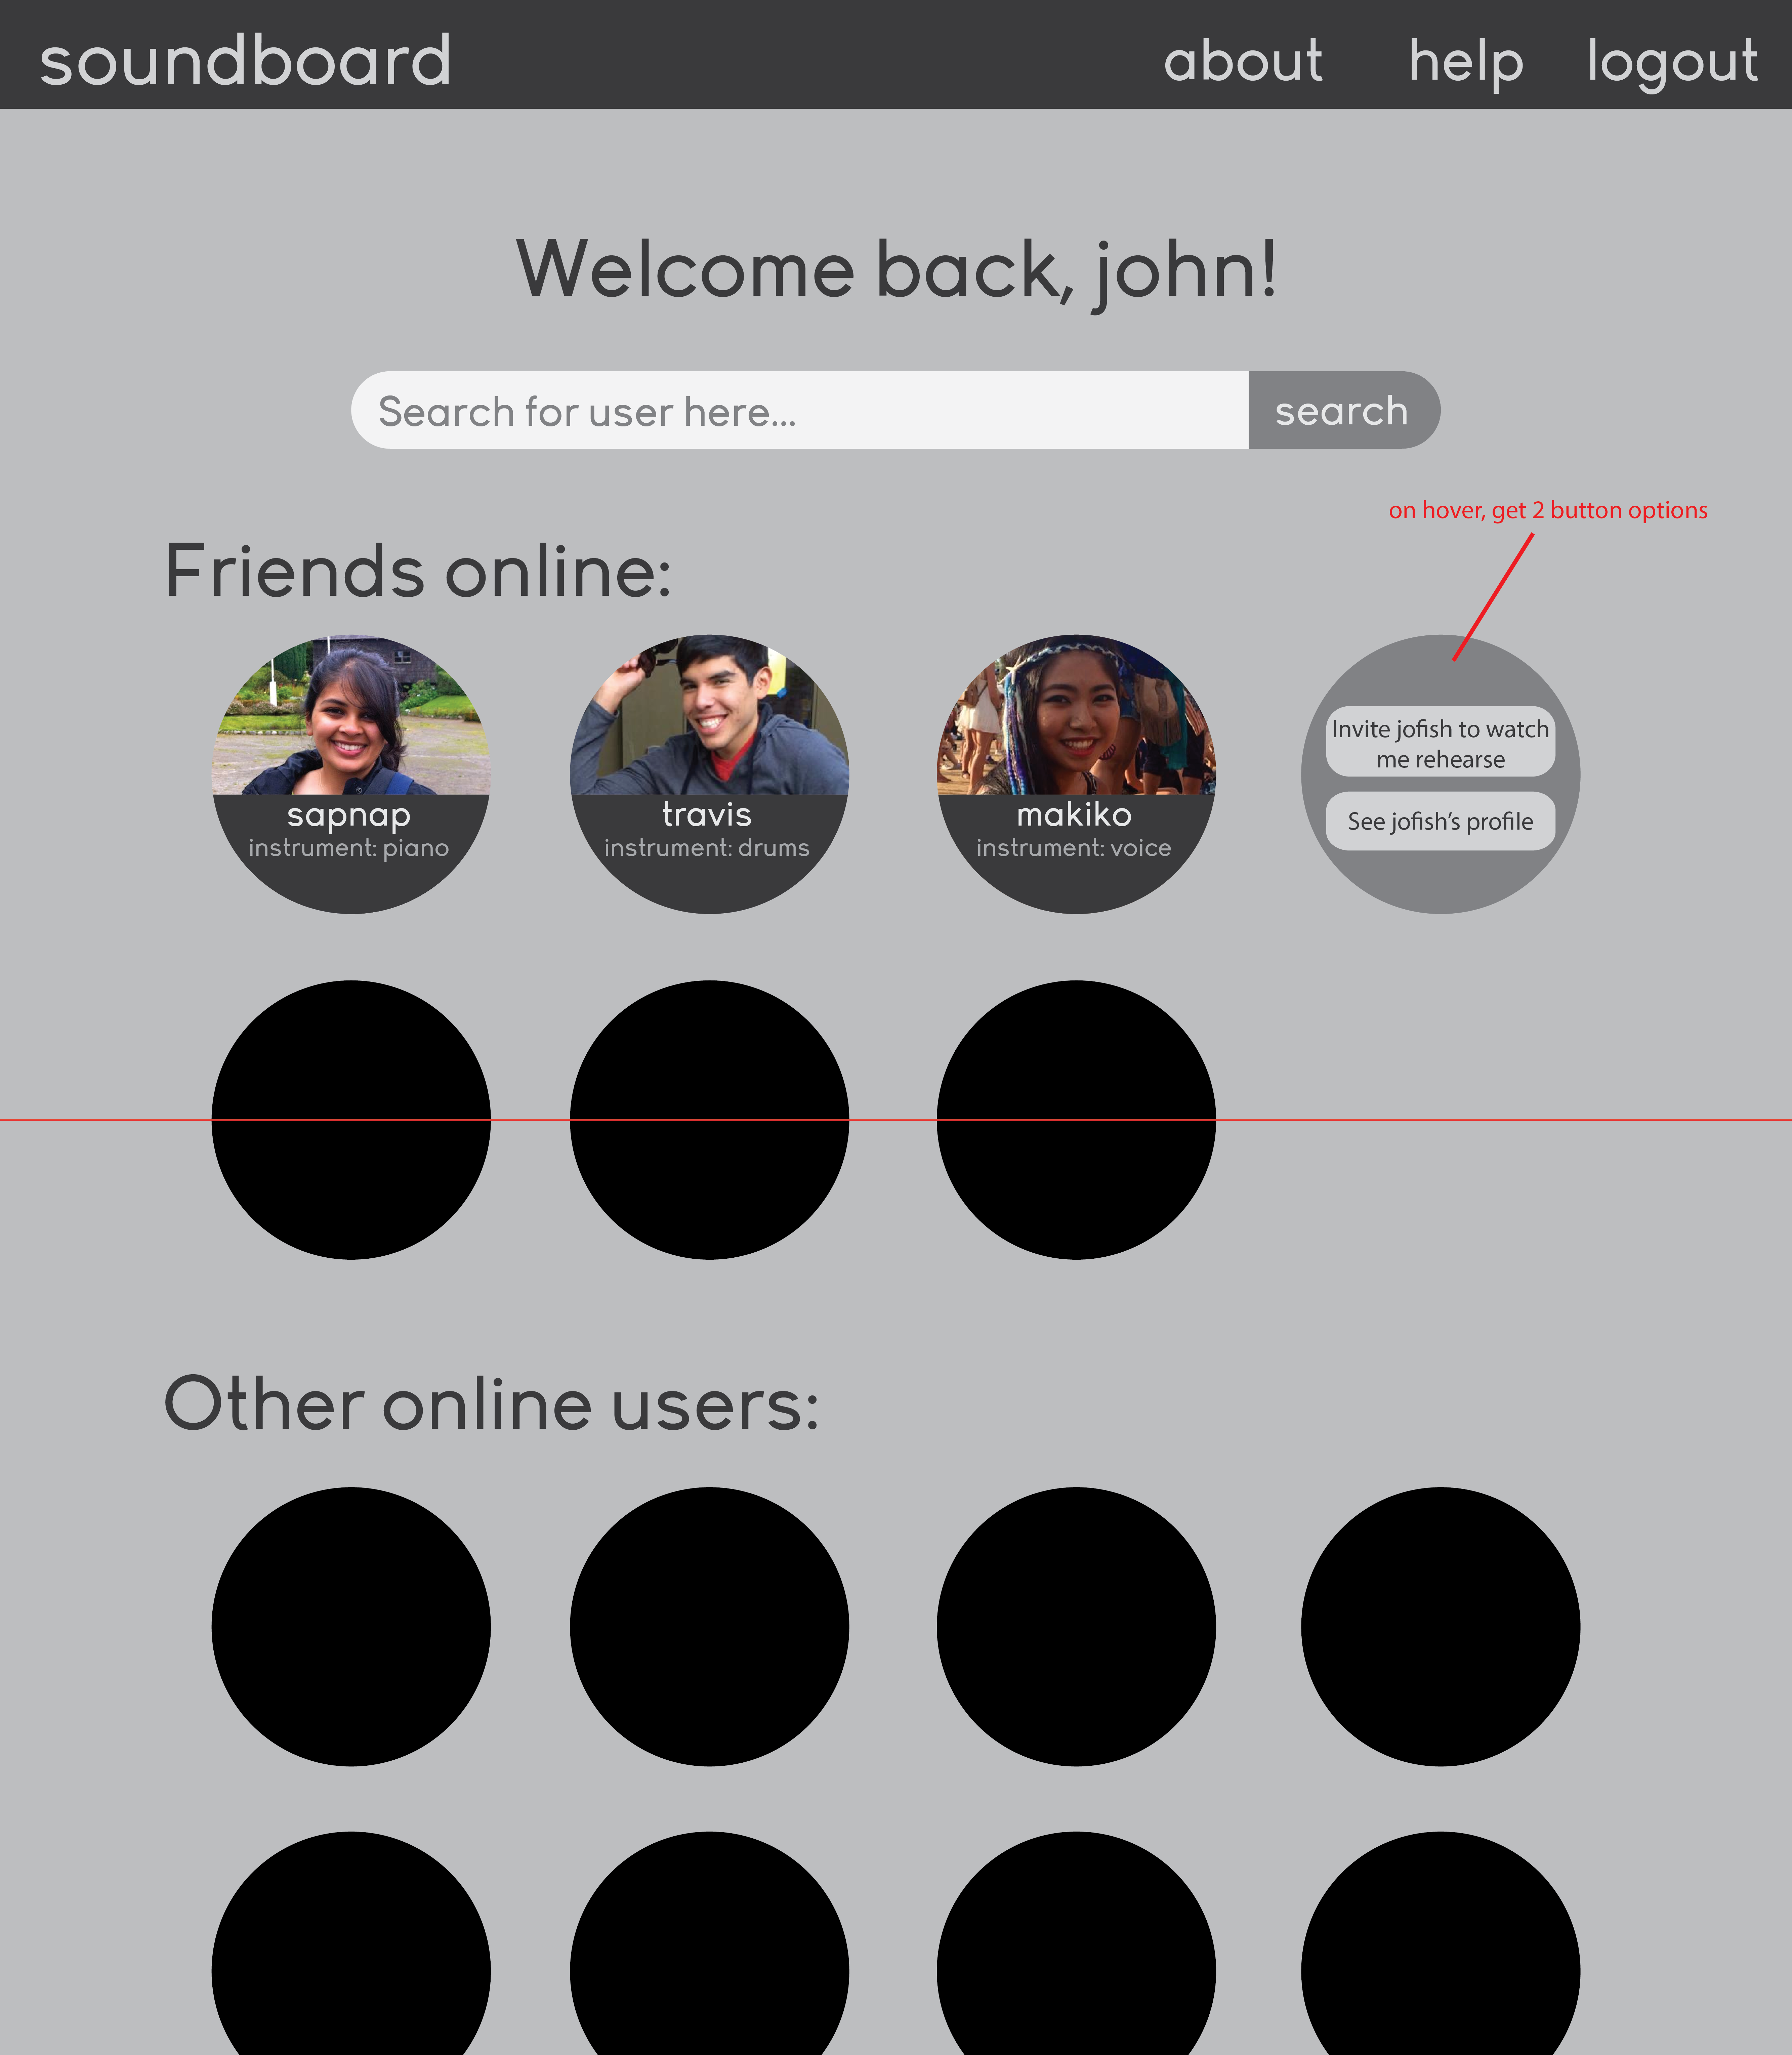 soundboard about help logout
Welcome back, john!
Search for user here... search
on hover, get 2 button options
Friends online:
sapnap
instrument: piano
travis
instrument: drums
makiko
instrument: voice
Invite jofish to watch
me rehearse
See jofish's profile
Other online users: